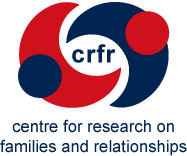 crfr
centre for research on
families and relationships